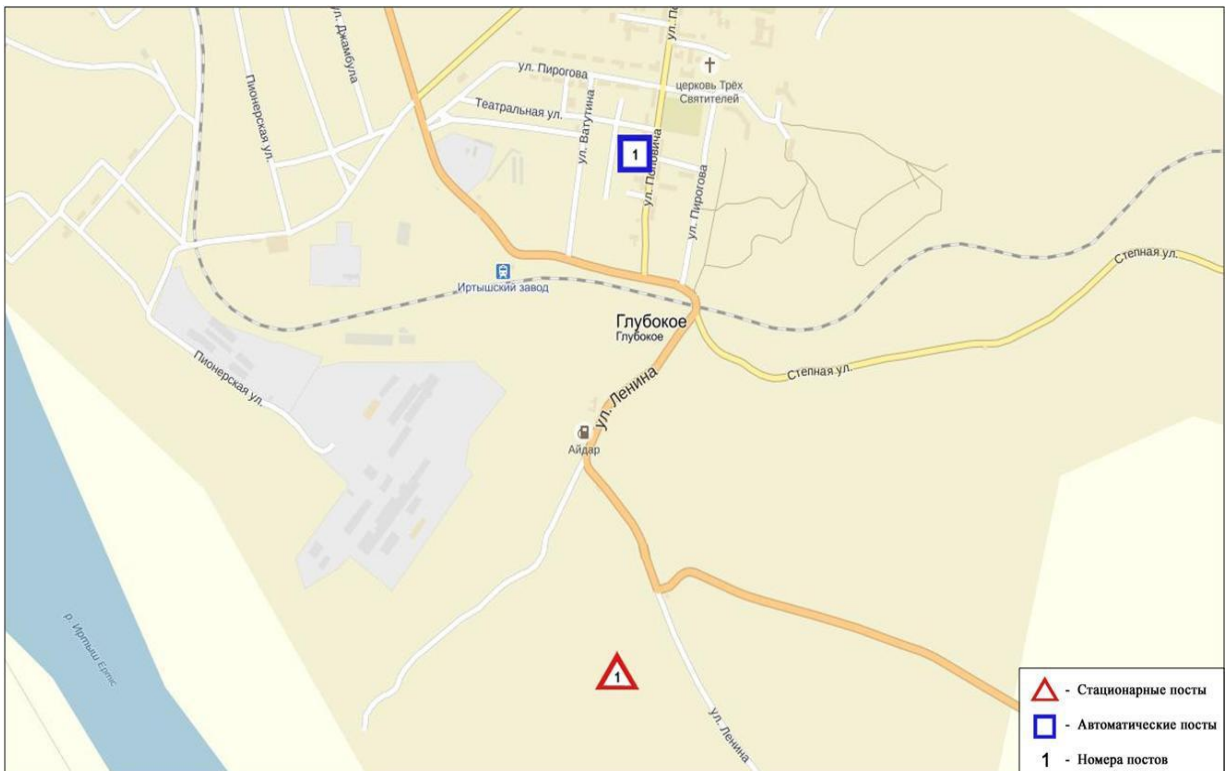 ул. Джамбула
Пионерская ул.
ул. Пирогова
Театральная ул.
ул. Ватутина
церковь Трёх
Святителей
1
ул. Поповича
ул. Пирогова
Степная ул.
Иртышский завод
Глубокое
Глубокое
Степная ул.
Пионерская ул.
ул. Ленина
Айдар
р. Иртыш Ертіс
1
ул. Ленина
- Стационарные посты
- Автоматические посты
1 - Номера постов